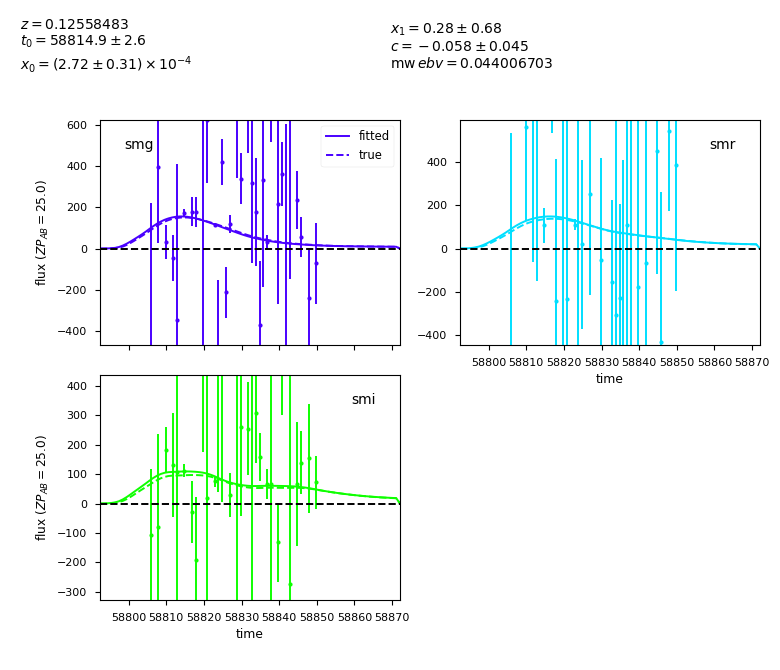 z = 0.12558483
t₀ = 58814.9 ± 2.6
x₀ = (2.72 ± 0.31) × 10⁻⁴
x₁ = 0.28 ± 0.68
c = −0.058 ± 0.045
mw ebv = 0.044006703
600
400
200
0
−200
−400
flux (ZP_AB = 25.0)
smg
fitted
true
400
200
0
−200
−400
smr
58800 58810 58820 58830 58840 58850 58860 58870
time
400
300
200
100
0
−100
−200
−300
flux (ZP_AB = 25.0)
smi
58800 58810 58820 58830 58840 58850 58860 58870
time